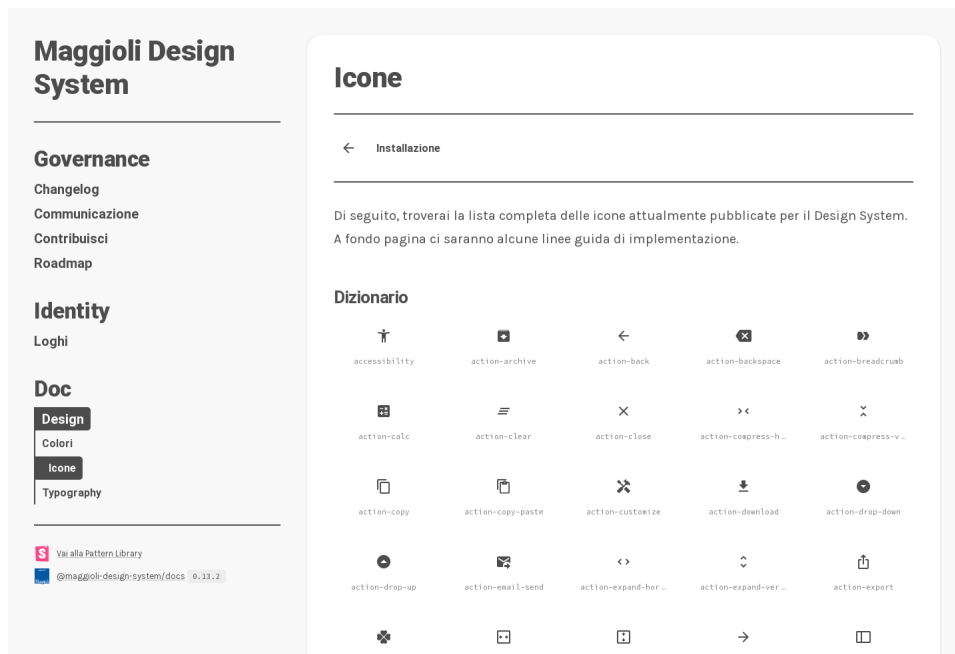 Maggioli Design
System
Governance
Changelog
Communicazione
Contribuisci
Roadmap
Identity
Loghi
Doc
Design
Colori
Icone
Typography
Vai alla Pattern Library
@maggioli-design-system/docs 0.13.2
Icone
Installazione
Di seguito, troverai la lista completa delle icone attualmente pubblicate per il Design System.
A fondo pagina ci saranno alcune linee guida di implementazione.
Dizionario
accessibility action-archive action-back action-backspace action-breadcrumb
action-calc action-clear action-close action-compress-h… action-compress-v…
action-copy action-copy-paste action-customize action-download action-drop-down
action-drop-up action-email-send action-expand-hor… action-expand-ver… action-export